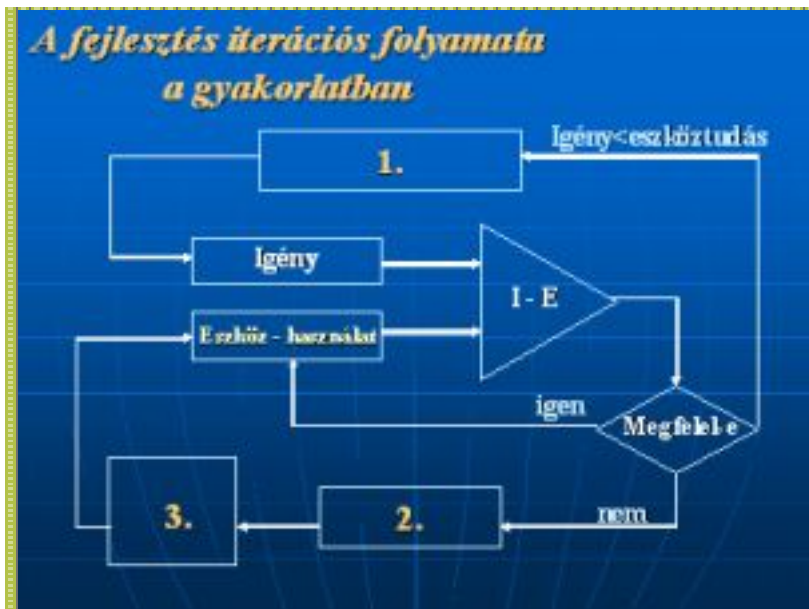 A fejlesztés iterációs folyamata
a gyakorlatban
Igény<eszköztudás
1.
Igény
I - E
Eszköz - használat
igen
Megfelel-e
3.
2.
nem